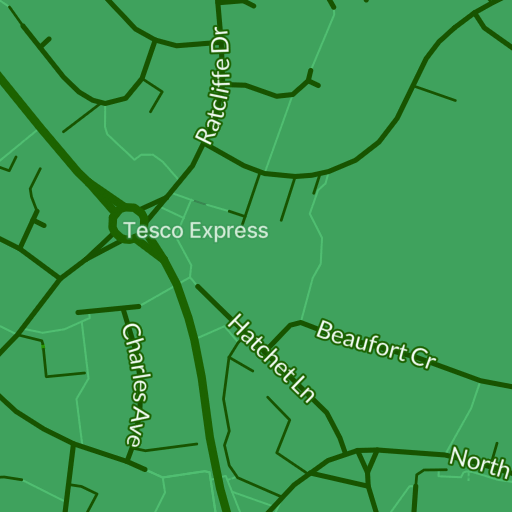 Ratcliffe Dr
Tesco Express
Hatchet Ln
Beaufort Cr
Charles Ave
North